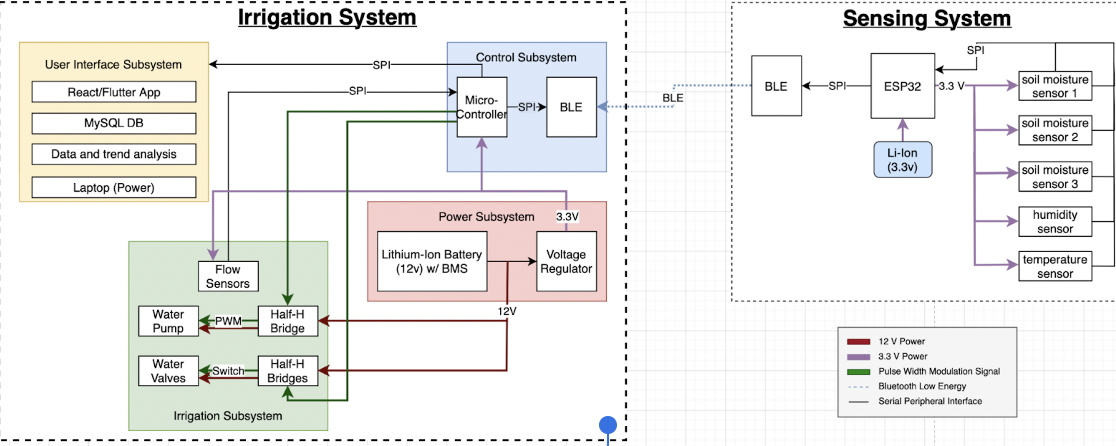 Irrigation System
User Interface Subsystem
React/Flutter App
MySQL DB
Data and trend analysis
Laptop (Power)
SPI
SPI
Control Subsystem
Micro-
Controller
SPI
BLE
BLE
Power Subsystem
3.3V
Lithium-Ion Battery
(12v) w/ BMS
Voltage
Regulator
12V
Flow
Sensors
Water
Pump
PWM
Half-H
Bridge
Water
Valves
Switch
Half-H
Bridges
Irrigation Subsystem
Sensing System
BLE
SPI
ESP32
SPI
3.3 V
Li-Ion
(3.3v)
soil moisture
sensor 1
soil moisture
sensor 2
soil moisture
sensor 3
humidity
sensor
temperature
sensor
12 V Power
3.3 V Power
Pulse Width Modulation Signal
Bluetooth Low Energy
Serial Peripheral Interface